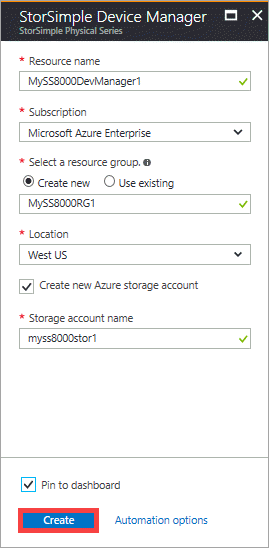 StorSimple Device Manager
StorSimple Physical Series
* Resource name
MySS8000DevManager1
* Subscription
Microsoft Azure Enterprise
* Select a resource group.
Create new Use existing
MySS8000RG1
* Location
West US
Create new Azure storage account
* Storage account name
myss8000stor1
Pin to dashboard
Create Automation options